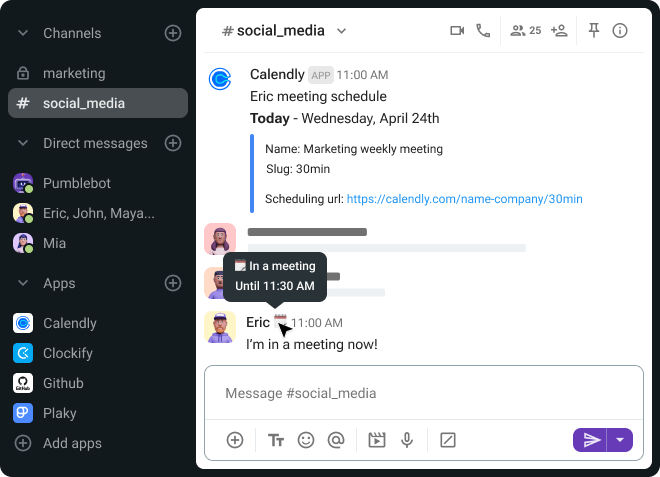 Channels
marketing
# social_media
Direct messages
Pumblebot
Eric, John, Maya...
Mia
Apps
Calendly
Clockify
Github
Plaky
Add apps
# social_media
25
Calendly APP 11:00 AM
Eric meeting schedule
Today - Wednesday, April 24th
Name: Marketing weekly meeting
Slug: 30min
Scheduling url: https://calendly.com/name-company/30min
In a meeting
Until 11:30 AM
Eric 11:00 AM
I'm in a meeting now!
Message #social_media